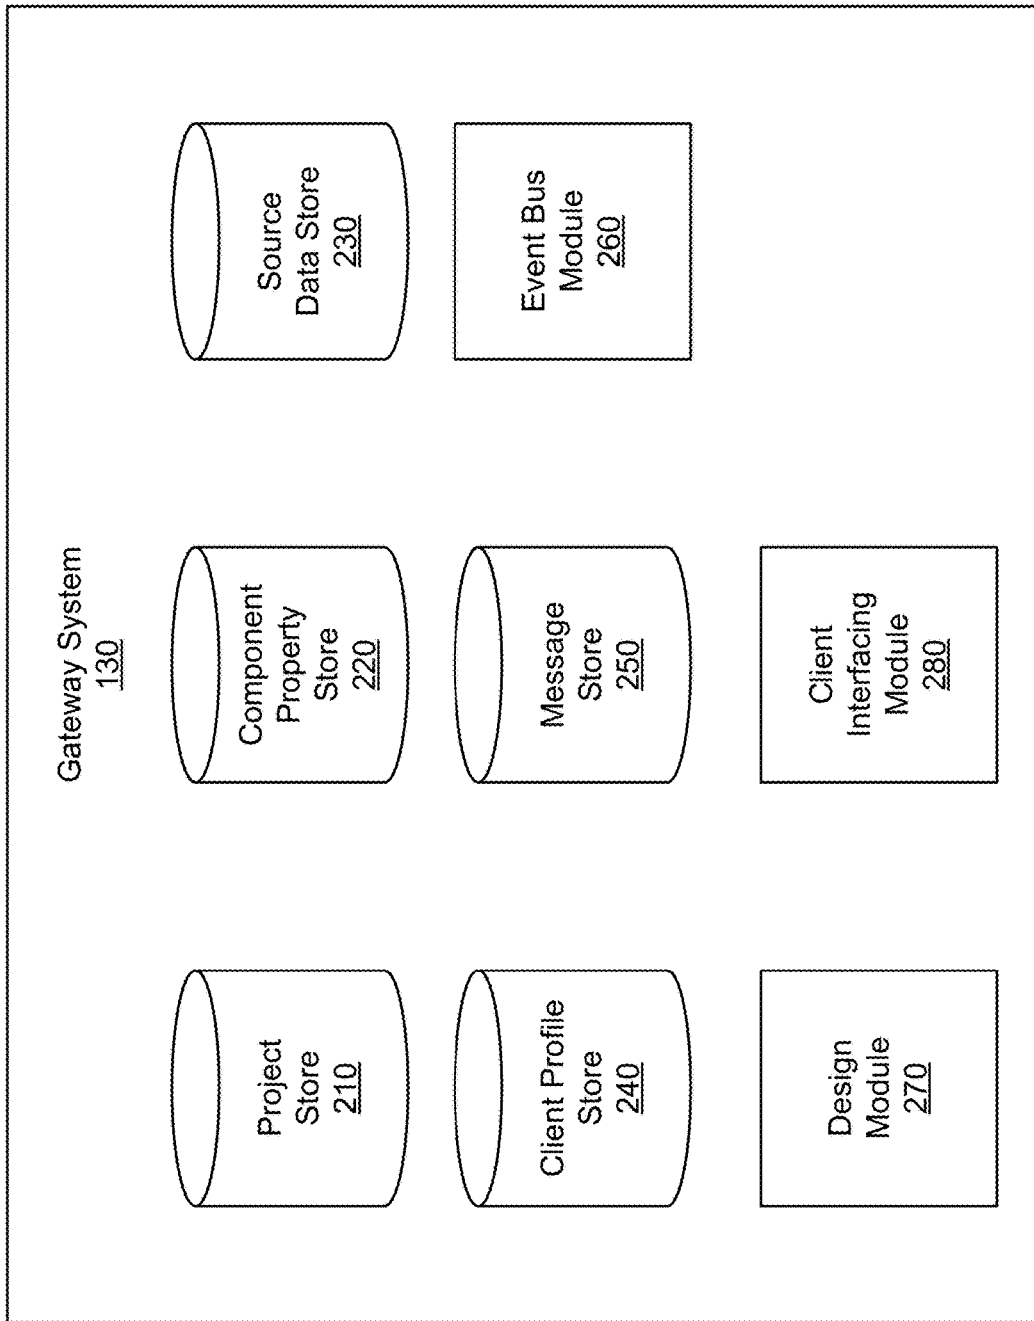 Gateway System
130
Project
Store
210
Component
Property
Store
220
Source
Data Store
230
Client Profile
Store
240
Message
Store
250
Event Bus
Module
260
Design
Module
270
Client
Interfacing
Module
280